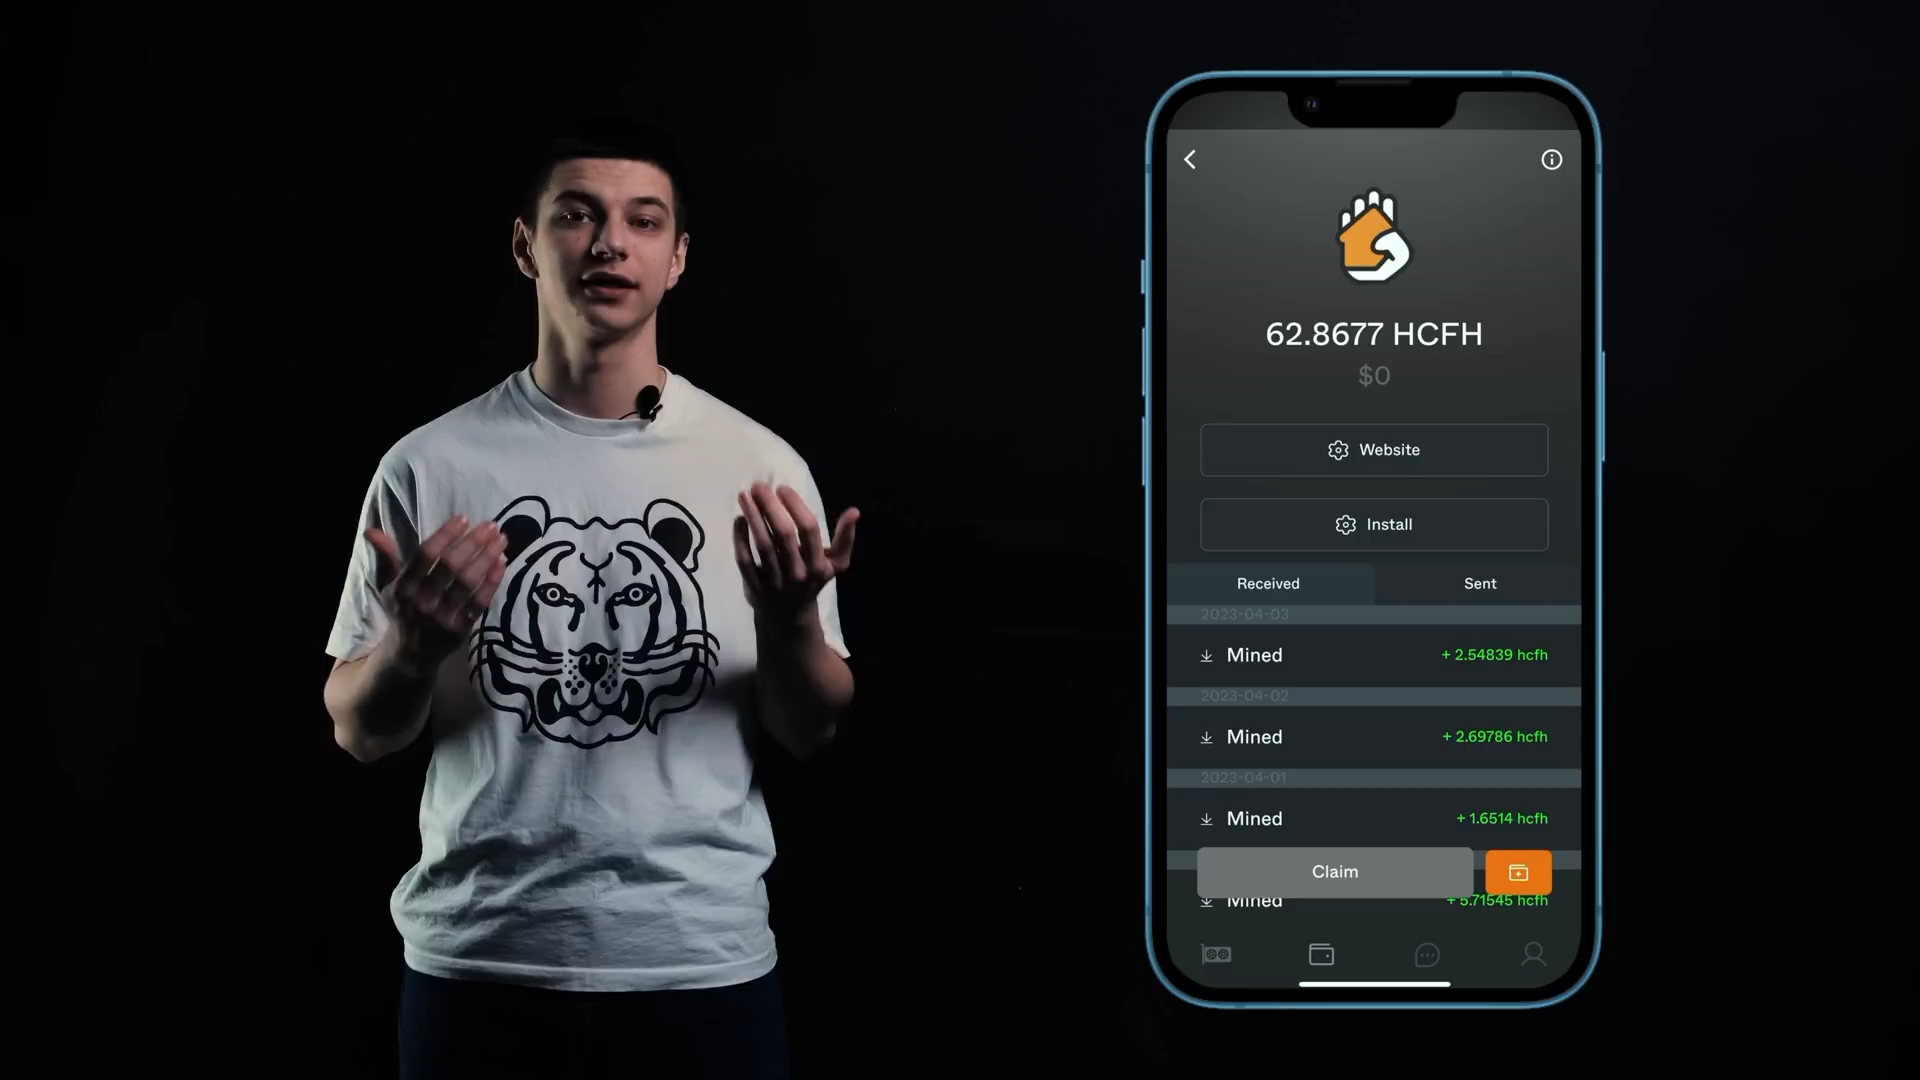 62.8677 HCFH
$0
Website
Install
Received Sent
2023-04-03
Mined + 2.54839 hcfh
2023-04-02
Mined + 2.69786 hcfh
2023-04-01
Mined + 1.6514 hcfh
Claim
Mined + 5.71545 hcfh